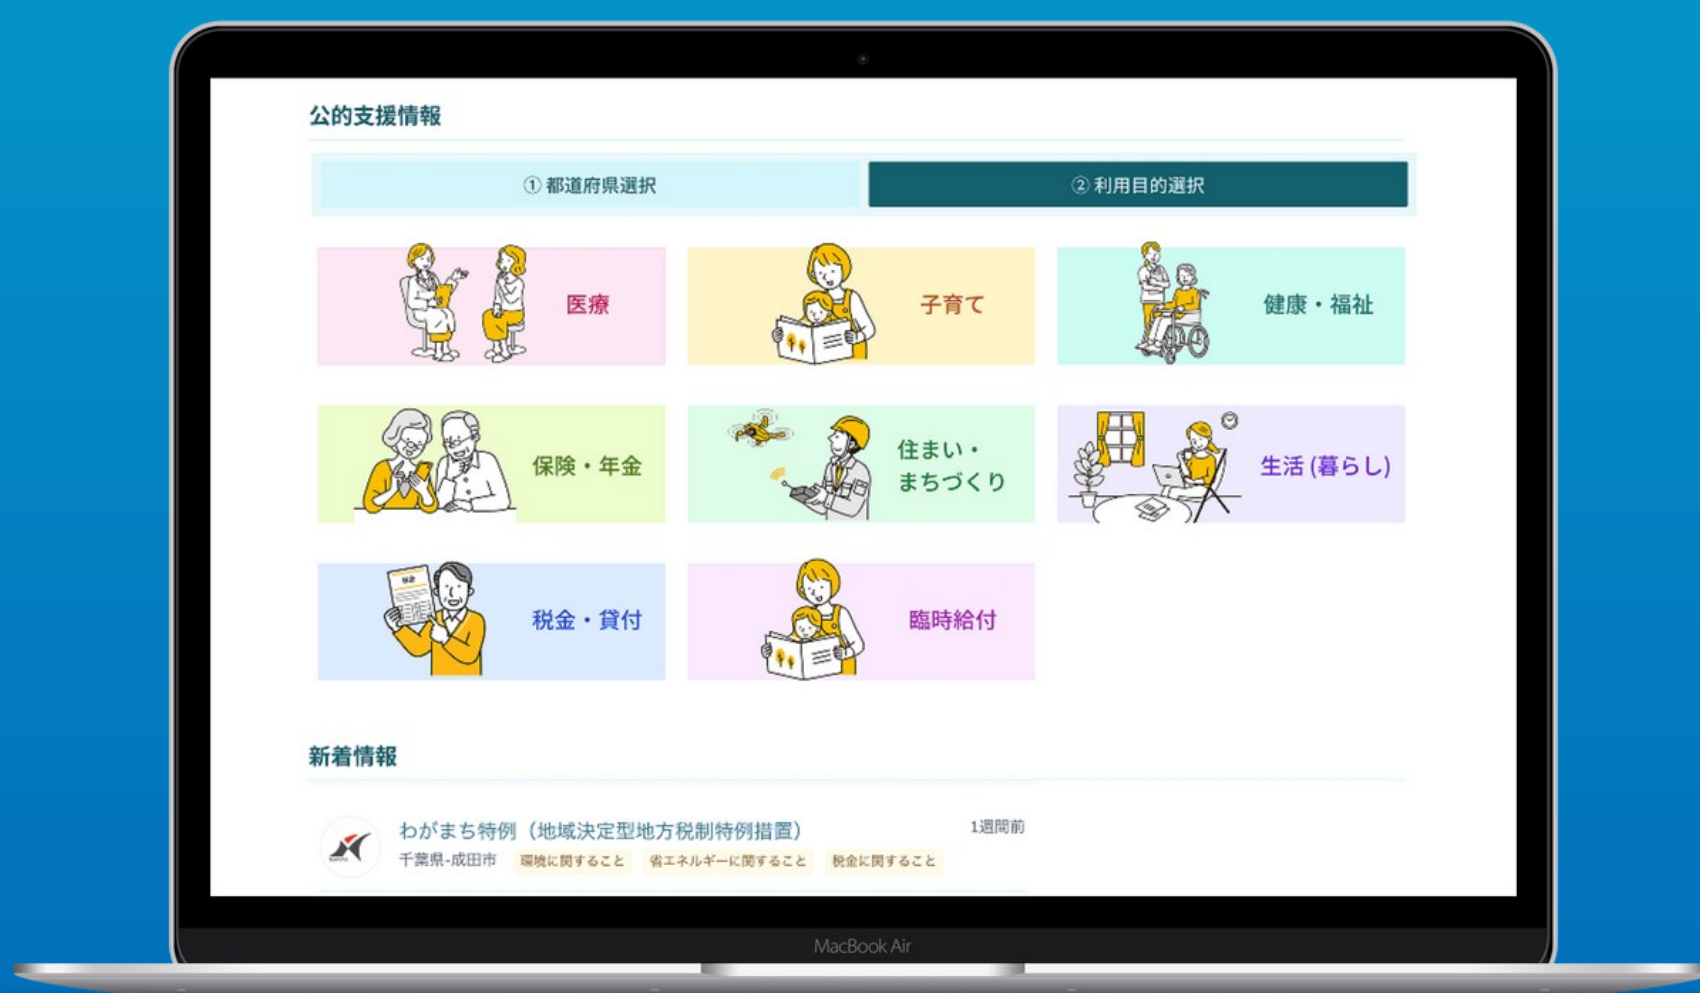 公的支援情報
① 都道府県選択
② 利用目的選択
医療
子育て
健康・福祉
保険・年金
住まい・
まちづくり
生活 (暮らし)
税金・貸付
臨時給付
新着情報
わがまち特例（地域決定型地方税制特例措置）
1週間前
千葉県-成田市 環境に関すること 省エネルギーに関すること 税金に関すること
MacBook Air